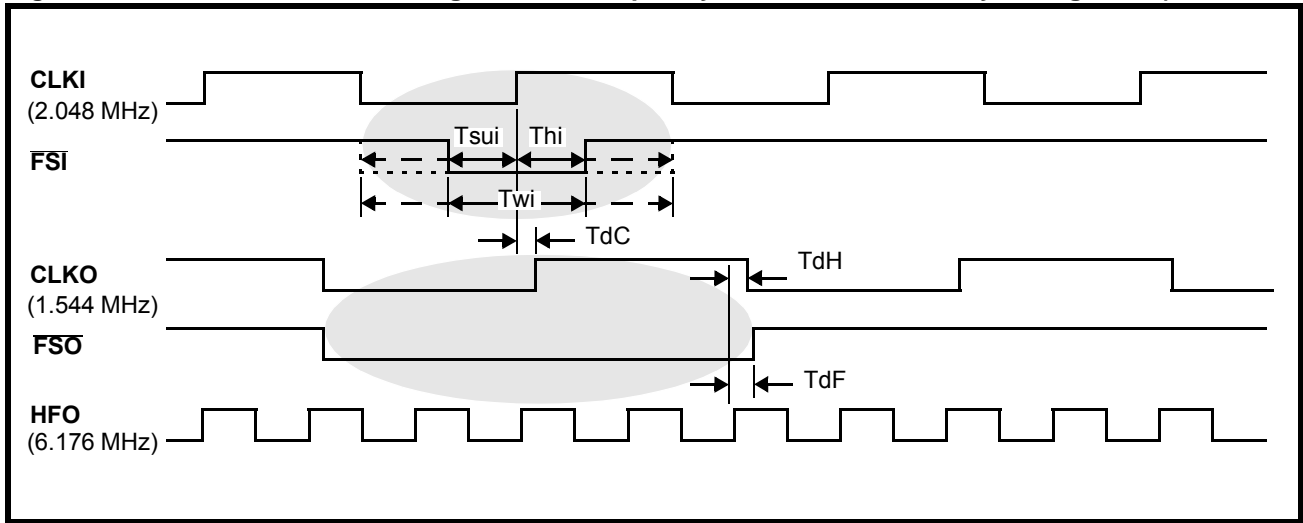 CLKI
(2.048 MHz)
Tsui Thi
FSI
Twi
TdC
CLKO
(1.544 MHz)
TdH
FSO
TdF
HFO
(6.176 MHz)